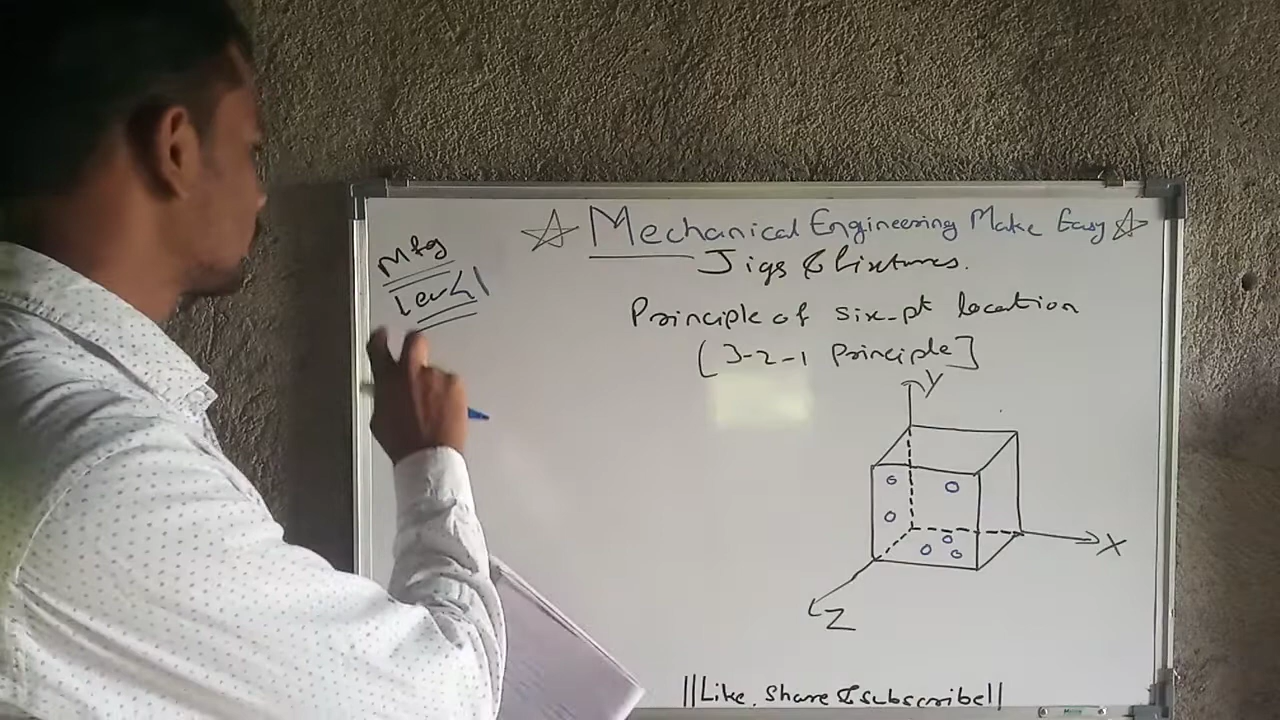 ☆ Mechanical Engineering Make Easy ☆
Jigs & Fixtures.
Mfg
Level 1
Principle of six-pt location
[3-2-1 Principle]
Y
X
Z
||Like, Share & Subscribe||